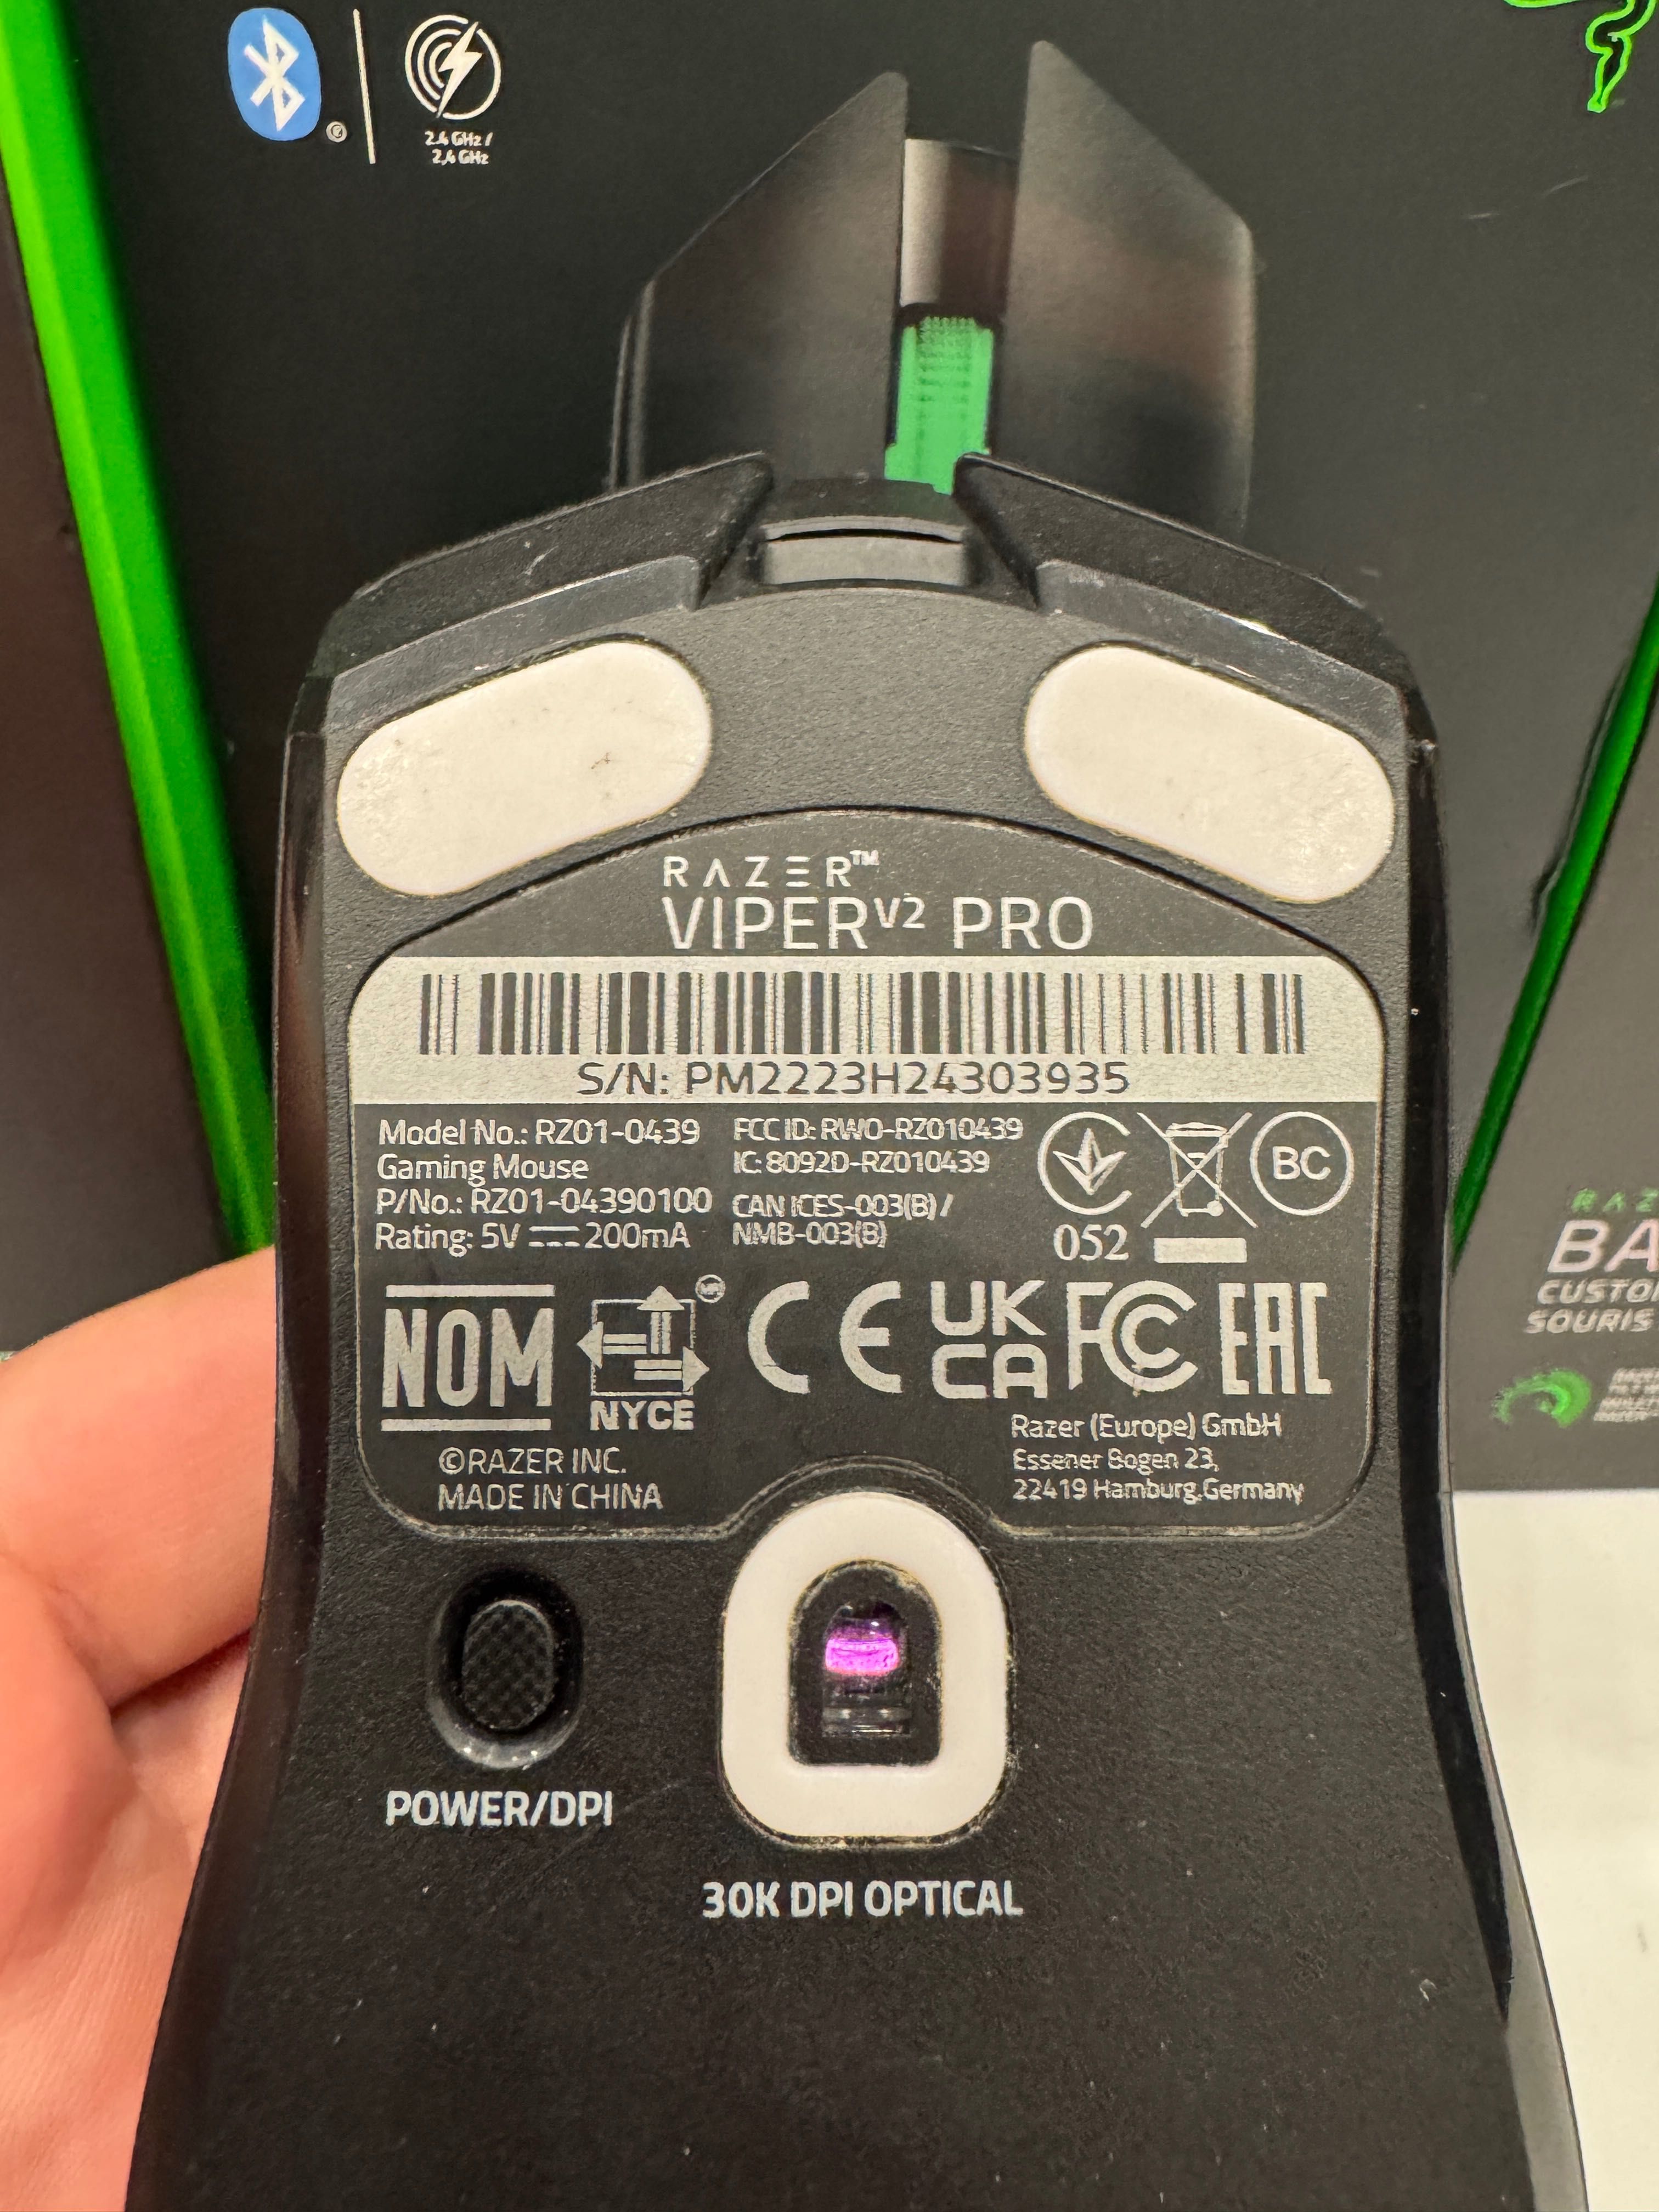 2.4 GHz /
2,4 GHz
RAZER™
VIPER V2 PRO
S/N: PM2223H24303935
Model No.: RZ01-0439
Gaming Mouse
P/No.: RZ01-04390100
Rating: 5V ⎓ 200mA
FCC ID: RWO-RZ010439
IC: 8092D-RZ010439
CAN ICES-003(B) /
NMB-003(B)
052
BC
NOM
NYCE
CE
UK
CA
FC
EAC
©RAZER INC.
MADE IN CHINA
Razer (Europe) GmbH
Essener Bogen 23,
22419 Hamburg,Germany
POWER/DPI
30K DPI OPTICAL
SOURIS